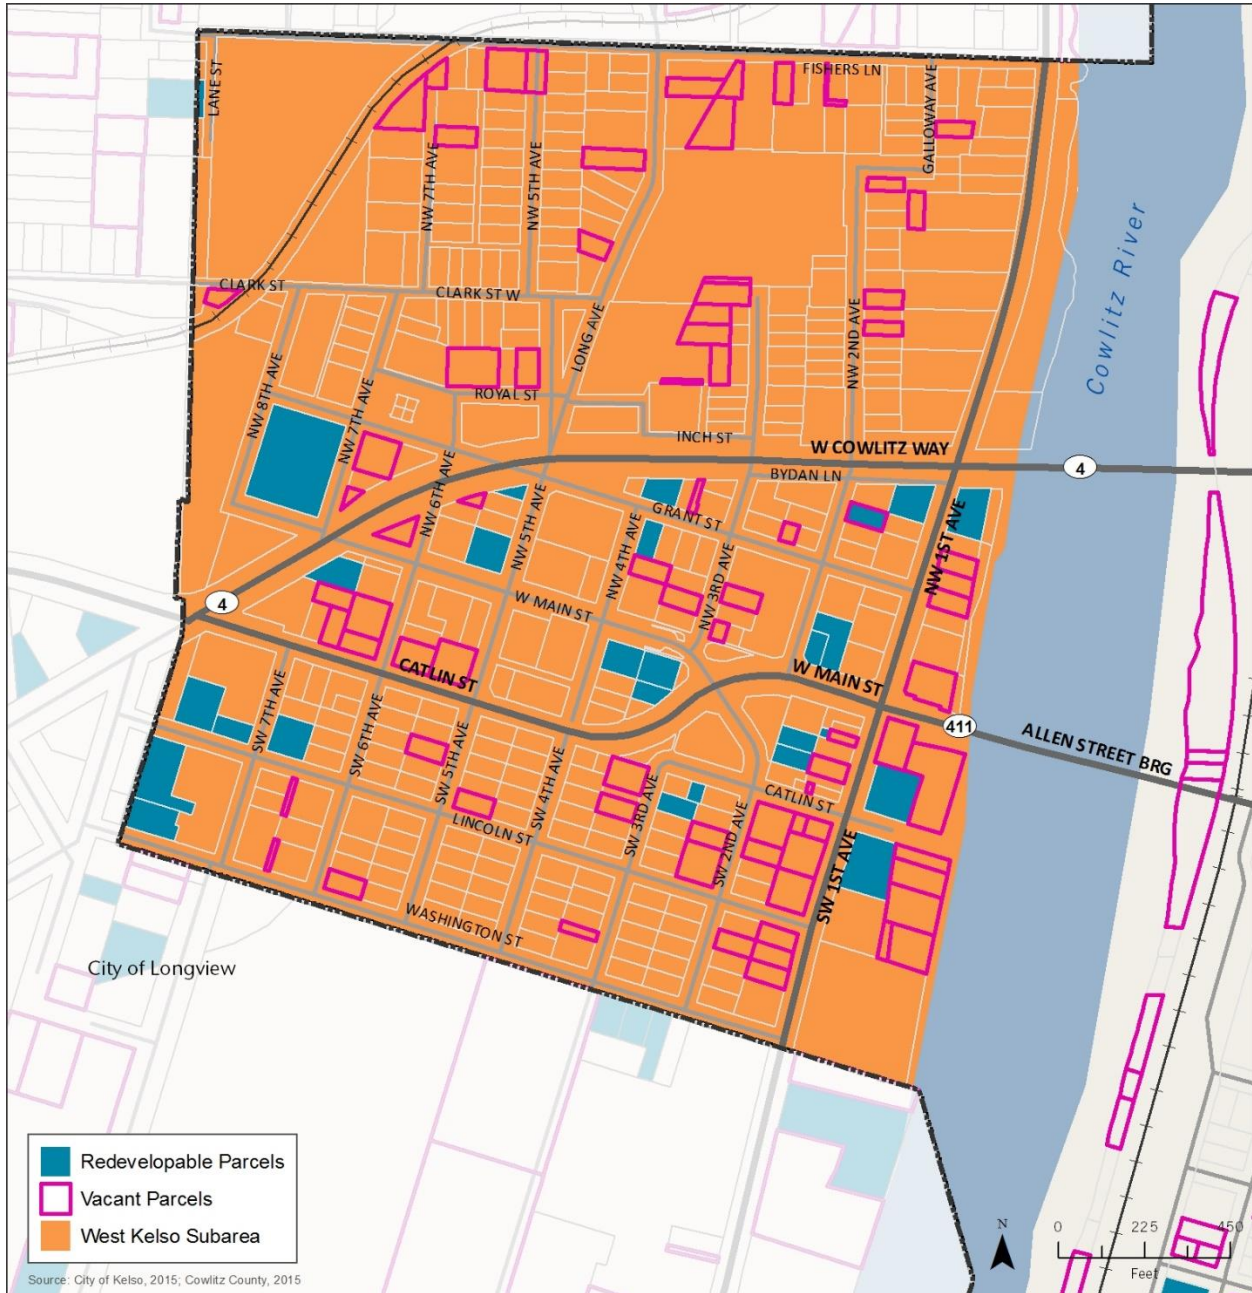 FISHERS LN
LANE ST
GALLOWAY AVE
NW 7TH AVE
NW 5TH AVE
Cowlitz River
CLARK ST
CLARK ST W
LONG AVE
NW 2ND AVE
NW 8TH AVE
NW 7TH AVE
ROYAL ST
INCH ST
W COWLITZ WAY
4
BYDAN LN
NW 6TH AVE
NW 5TH AVE
GRANT ST
NW 4TH AVE
NW 3RD AVE
NW 1ST AVE
4
W MAIN ST
CATLIN ST
W MAIN ST
411
ALLEN STREET BRG
SW 7TH AVE
SW 6TH AVE
SW 5TH AVE
SW 4TH AVE
SW 3RD AVE
CATLIN ST
LINCOLN ST
SW 2ND AVE
SW 1ST AVE
WASHINGTON ST
City of Longview
Redevelopable Parcels
Vacant Parcels
West Kelso Subarea
Source: City of Kelso, 2015; Cowlitz County, 2015
N
0 225 450
Feet